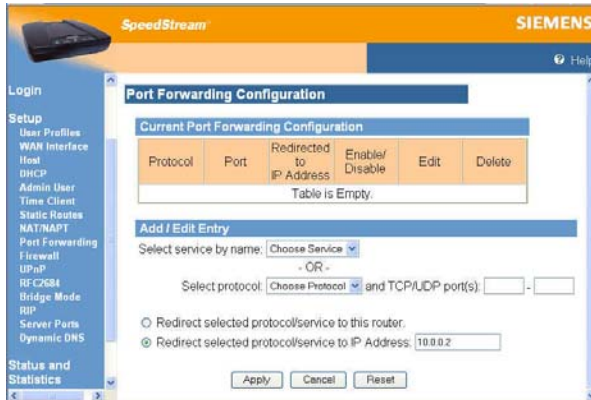 SpeedStream
SIEMENS
Help
Login
Setup
User Profiles
WAN Interface
Host
DHCP
Admin User
Time Client
Static Routes
NAT/NAPT
Port Forwarding
Firewall
UPnP
RFC2684
Bridge Mode
RIP
Server Ports
Dynamic DNS
Status and
Statistics
Port Forwarding Configuration
Current Port Forwarding Configuration
Protocol Port Redirected to IP Address Enable/ Disable Edit Delete
Table is Empty.
Add / Edit Entry
Select service by name: Choose Service
- OR -
Select protocol: Choose Protocol and TCP/UDP port(s): -
Redirect selected protocol/service to this router.
Redirect selected protocol/service to IP Address: 10.0.0.2
Apply Cancel Reset